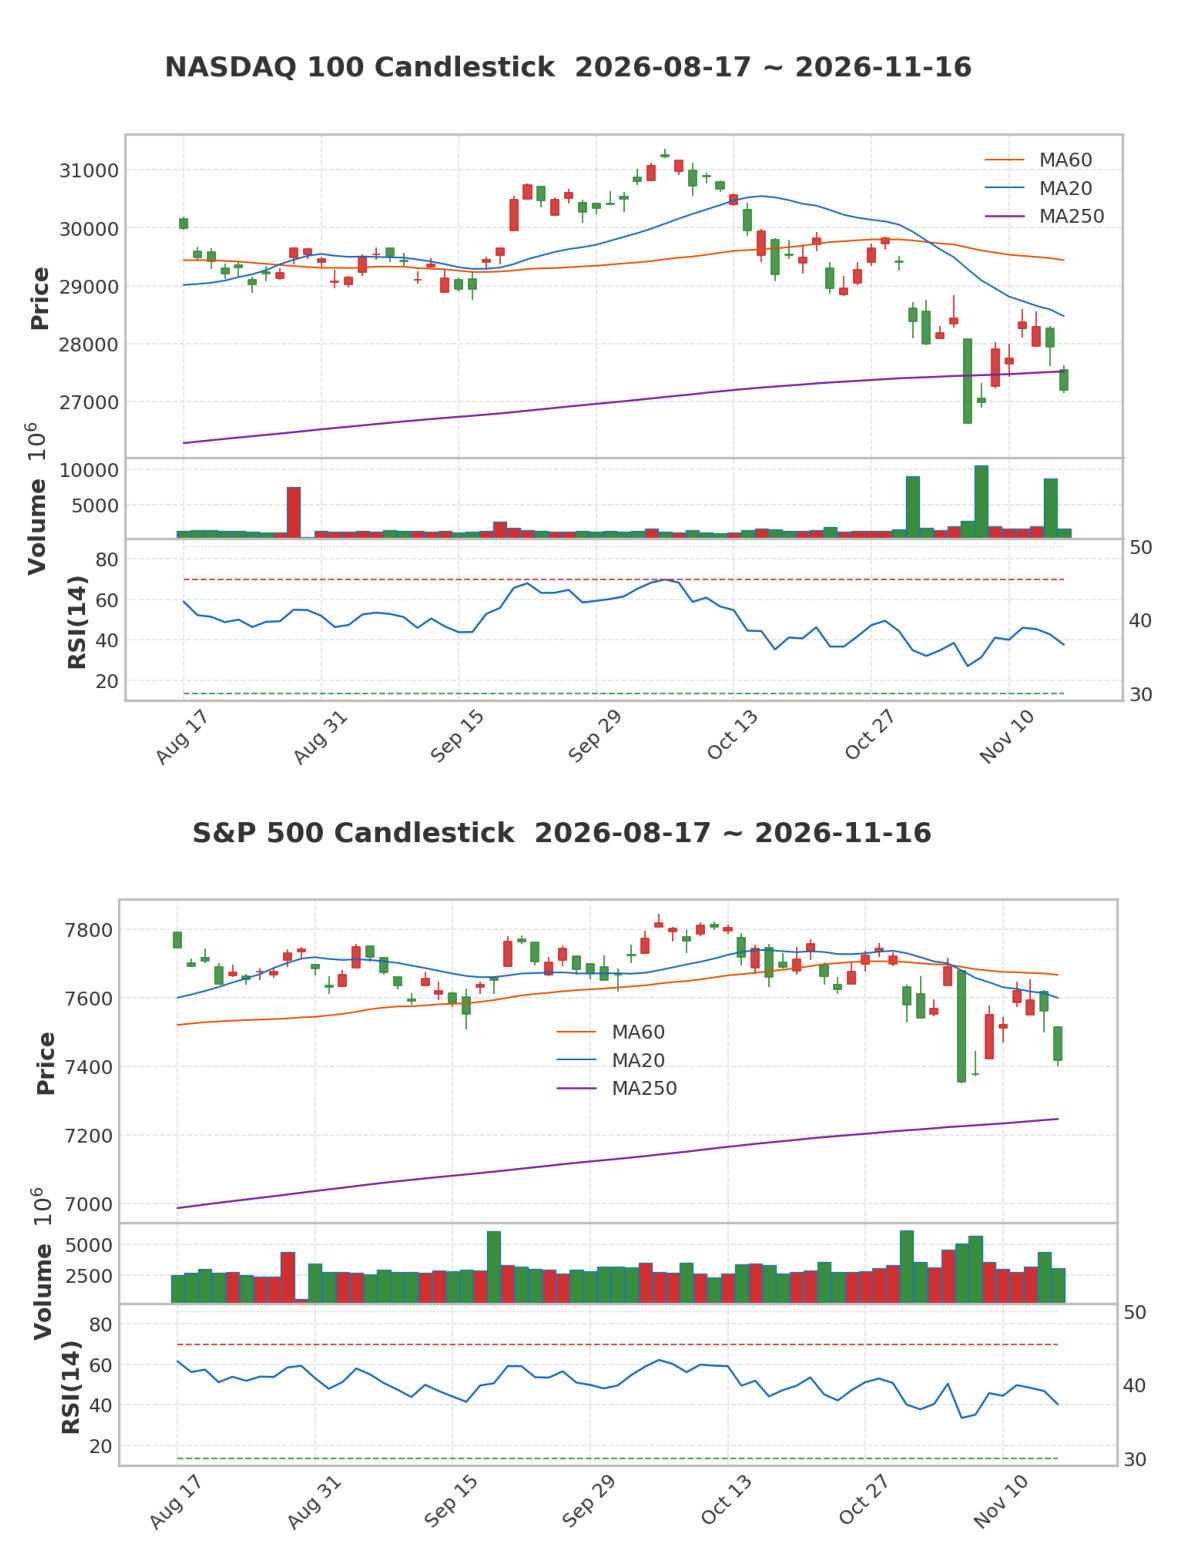 NASDAQ 100 Candlestick  2026-08-17 ~ 2026-11-16
Price
31000
30000
29000
28000
27000
MA60
MA20
MA250
Volume 10^6
10000
5000
RSI(14)
80
60
40
20
50
40
30
Aug 17
Aug 31
Sep 15
Sep 29
Oct 13
Oct 27
Nov 10
S&P 500 Candlestick  2026-08-17 ~ 2026-11-16
Price
7800
7600
7400
7200
7000
MA60
MA20
MA250
Volume 10^6
5000
2500
RSI(14)
80
60
40
20
50
40
30
Aug 17
Aug 31
Sep 15
Sep 29
Oct 13
Oct 27
Nov 10